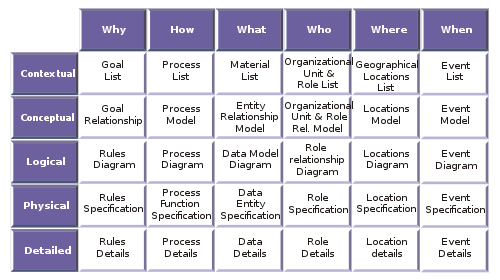 Why How What Who Where When
Contextual
Goal
List
Process
List
Material
List
Organizational
Unit &
Role List
Geographical
Locations
List
Event
List
Conceptual
Goal
Relationship
Process
Model
Entity
Relationship
Model
Organizational
Unit & Role
Rel. Model
Locations
Model
Event
Model
Logical
Rules
Diagram
Process
Diagram
Data Model
Diagram
Role
relationship
Diagram
Locations
Diagram
Event
Diagram
Physical
Rules
Specification
Process
Function
Specification
Data
Entity
Specification
Role
Specification
Location
Specification
Event
Specification
Detailed
Rules
Details
Process
Details
Data
Details
Role
Details
Location
details
Event
Details